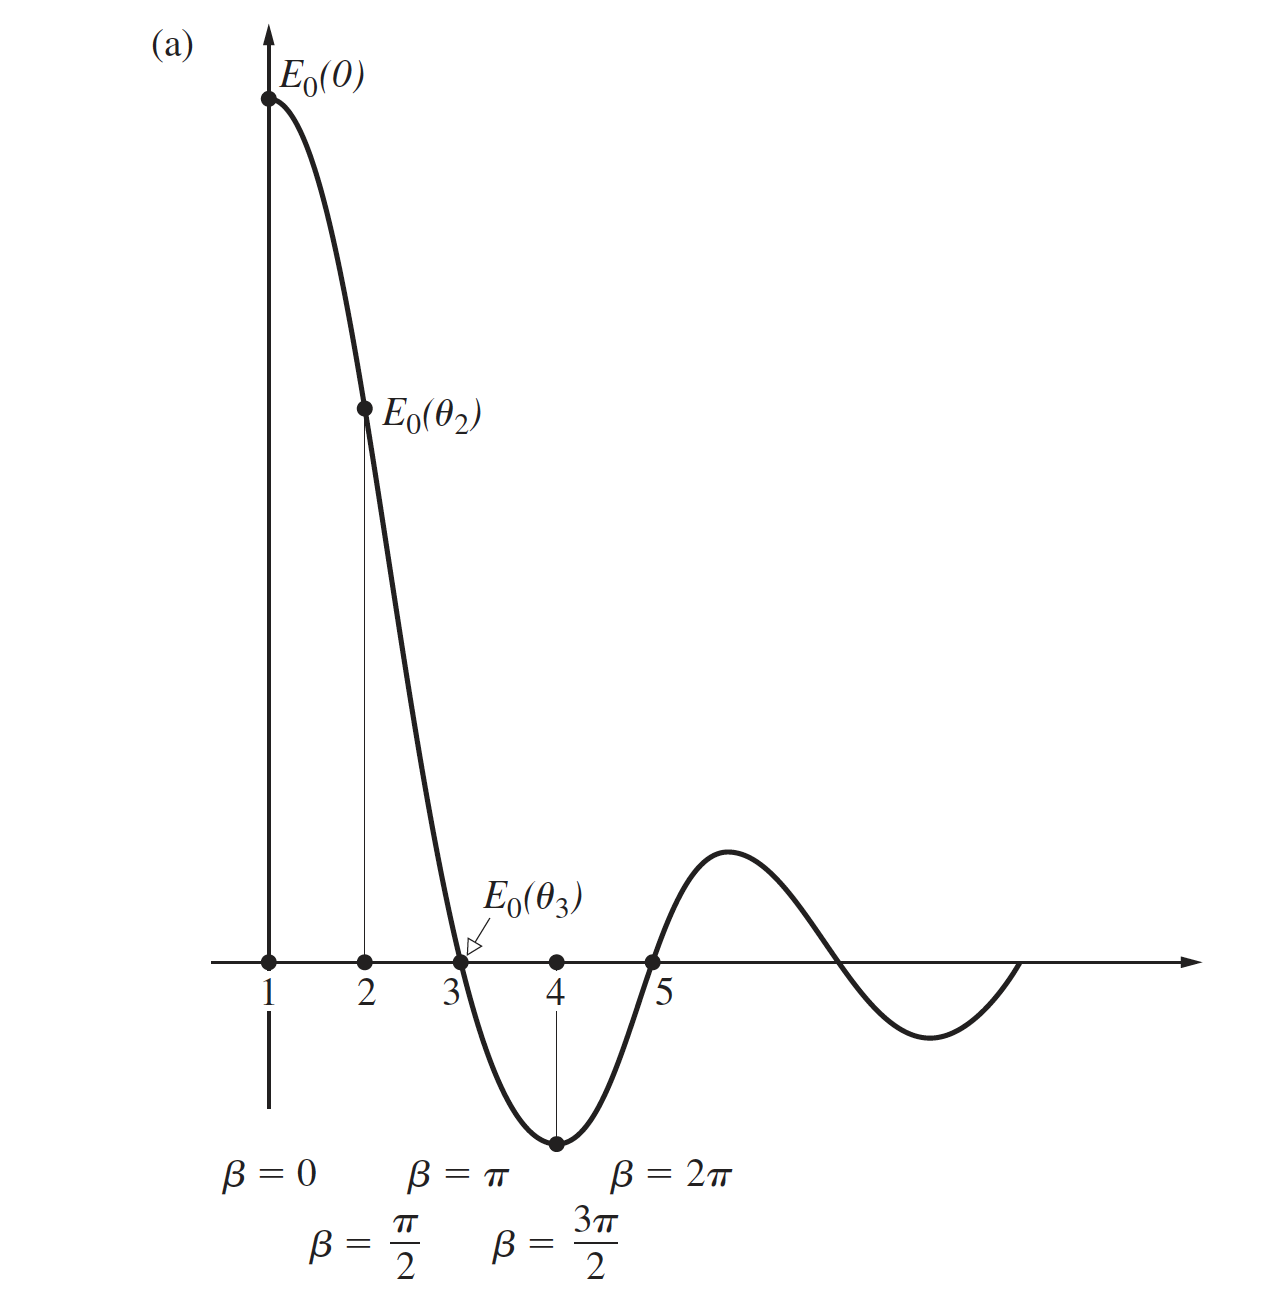 (a)
E₀(0)
E₀(θ₂)
E₀(θ₃)
1 2 3 4 5
β = 0 β = π β = 2π
β = π/2 β = 3π/2